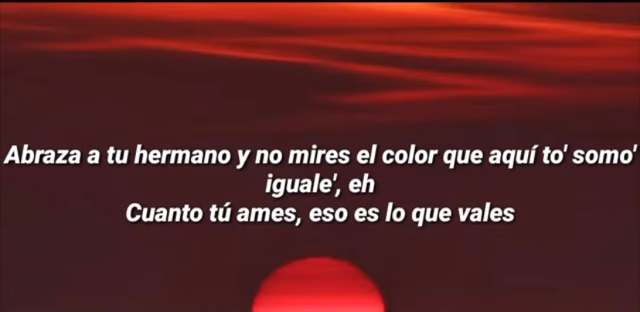 Abraza a tu hermano y no mires el color que aquí to' somo'
iguale', eh
Cuanto tú ames, eso es lo que vales